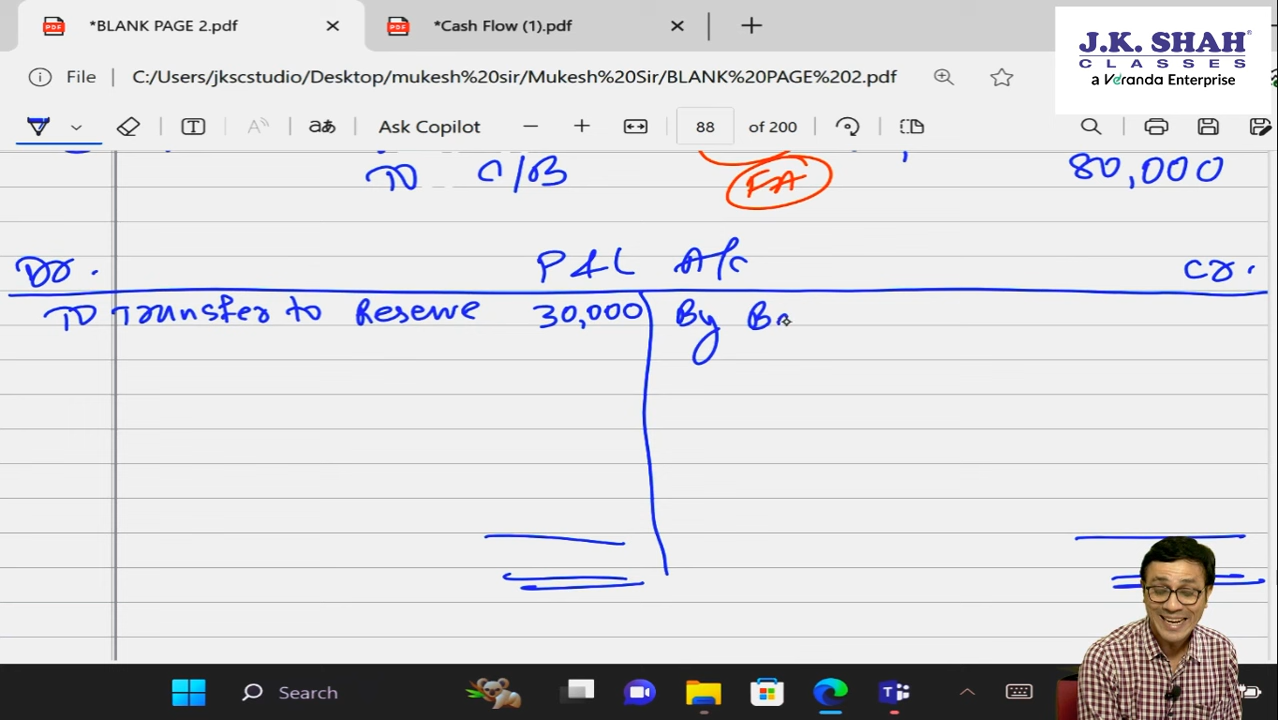 *BLANK PAGE 2.pdf
*Cash Flow (1).pdf
J.K. SHAH®
CLASSES
a Veranda Enterprise
File C:/Users/jkscstudio/Desktop/mukesh%20sir/Mukesh%20Sir/BLANK%20PAGE%202.pdf
Ask Copilot 88 of 200
TO C/B FA 80,000
Dr. P&L A/c Cr.
TO Transfer to Reserve 30,000 By
Search